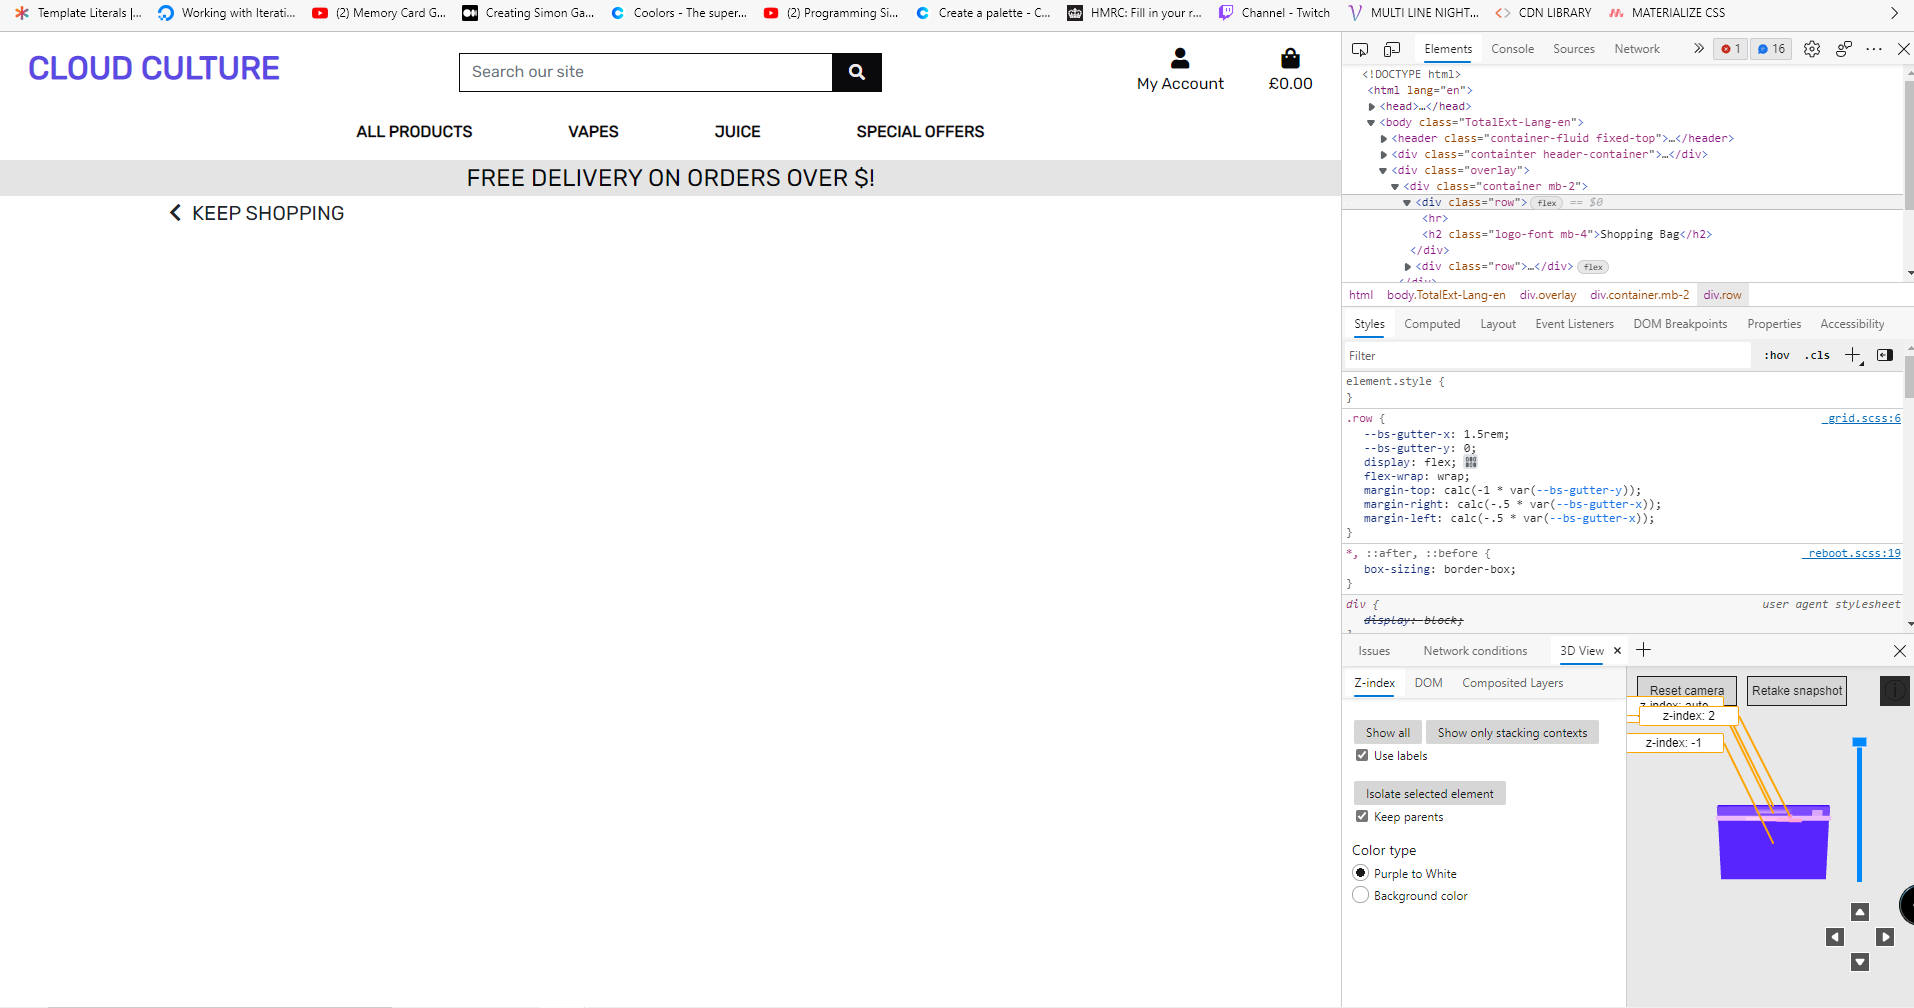 Template Literals |...
Working with Iterati...
(2) Memory Card G...
Creating Simon Ga...
Coolors - The super...
(2) Programming Si...
Create a palette - C...
HMRC: Fill in your r...
Channel - Twitch
MULTI LINE NIGHT...
CDN LIBRARY
MATERIALIZE CSS
CLOUD CULTURE
Search our site
My Account
£0.00
ALL PRODUCTS
VAPES
JUICE
SPECIAL OFFERS
FREE DELIVERY ON ORDERS OVER $!
KEEP SHOPPING
Elements Console Sources Network 1 16
<!DOCTYPE html>
<html lang="en">
<head>…</head>
<body class="TotalExt-Lang-en">
<header class="container-fluid fixed-top">…</header>
<div class="containter header-container">…</div>
<div class="overlay">
<div class="container mb-2">
<div class="row"> flex == $0
<hr>
<h2 class="logo-font mb-4">Shopping Bag</h2>
</div>
<div class="row">…</div> flex
</div>
html body.TotalExt-Lang-en div.overlay div.container.mb-2 div.row
Styles Computed Layout Event Listeners DOM Breakpoints Properties Accessibility
Filter :hov .cls
element.style {
}
.row { _grid.scss:6
--bs-gutter-x: 1.5rem;
--bs-gutter-y: 0;
display: flex;
flex-wrap: wrap;
margin-top: calc(-1 * var(--bs-gutter-y));
margin-right: calc(-.5 * var(--bs-gutter-x));
margin-left: calc(-.5 * var(--bs-gutter-x));
}
*, ::after, ::before { _reboot.scss:19
box-sizing: border-box;
}
div { user agent stylesheet
display: block;
}
Issues Network conditions 3D View
Z-index DOM Composited Layers
Show all Show only stacking contexts
Use labels
Isolate selected element
Keep parents
Color type
Purple to White
Background color
Reset camera Retake snapshot
z-index: auto
z-index: 2
z-index: -1